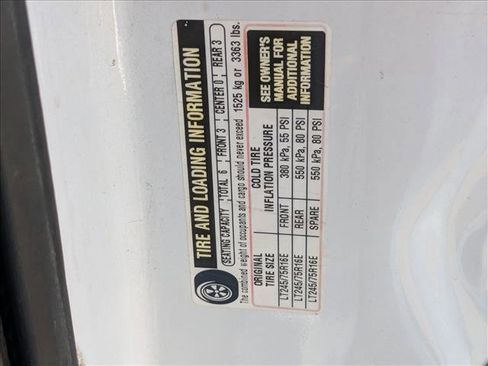 TIRE AND LOADING INFORMATION
SEATING CAPACITY TOTAL 6 FRONT 3 CENTER 0 REAR 3
The combined weight of occupants and cargo should never exceed 1525 kg or 3363 lbs.
ORIGINAL TIRE SIZE COLD TIRE INFLATION PRESSURE
LT245/75R16E FRONT 380 kPa, 55 PSI
LT245/75R16E REAR 550 kPa, 80 PSI
LT245/75R16E SPARE 550 kPa, 80 PSI
SEE OWNER'S
MANUAL FOR
ADDITIONAL
INFORMATION